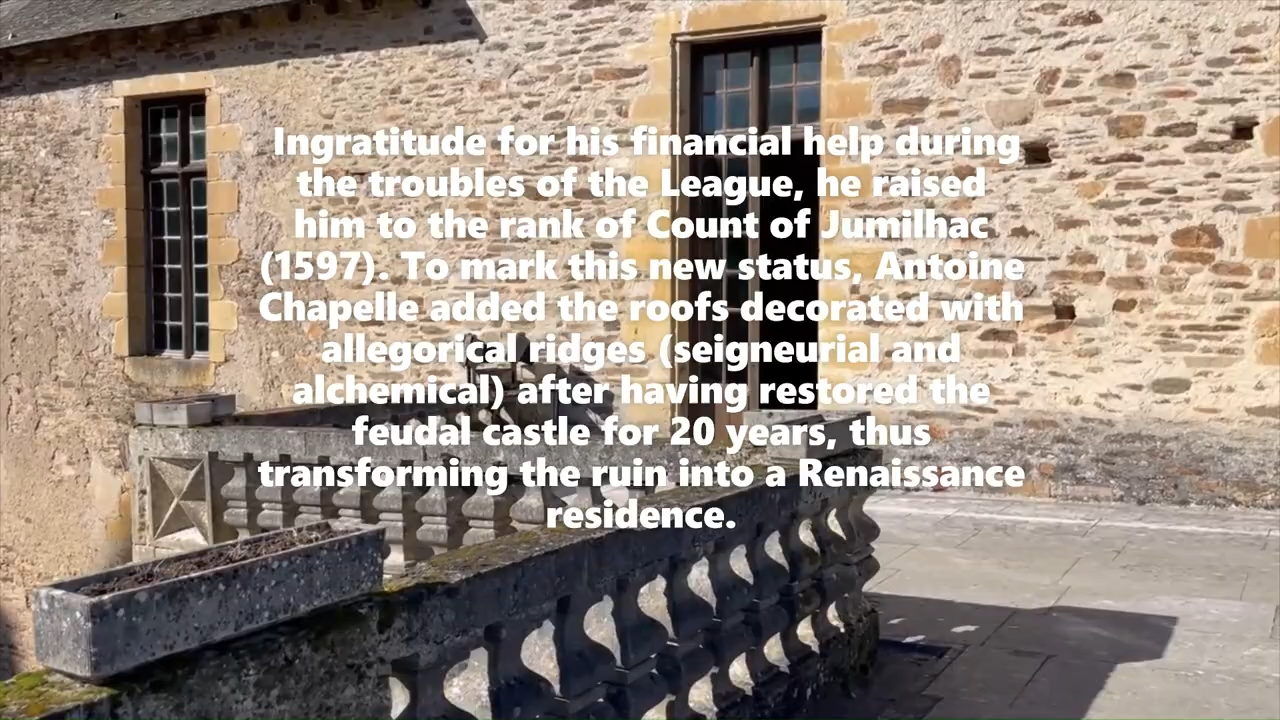 Ingratitude for his financial help during
the troubles of the League, he raised
him to the rank of Count of Jumilhac
(1597). To mark this new status, Antoine
Chapelle added the roofs decorated with
allegorical ridges (seigneurial and
alchemical) after having restored the
feudal castle for 20 years, thus
transforming the ruin into a Renaissance
residence.